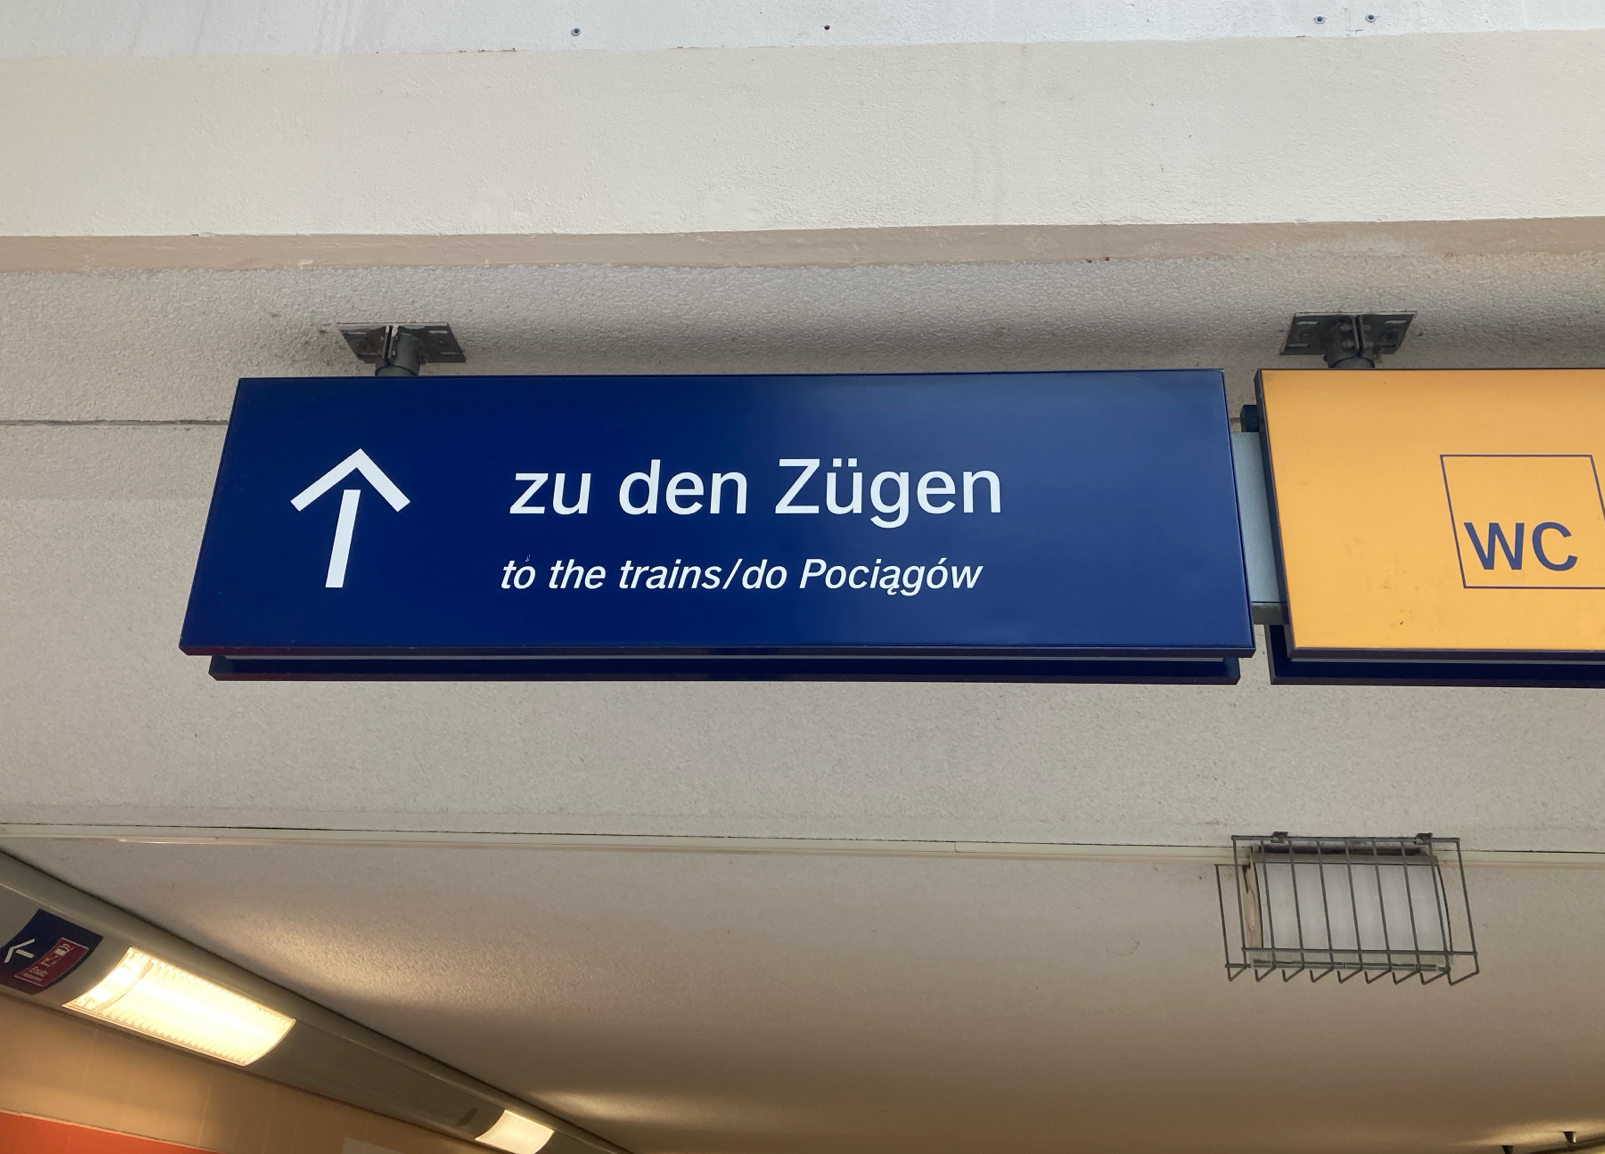 zu den Zügen
to the trains/do Pociągów
WC